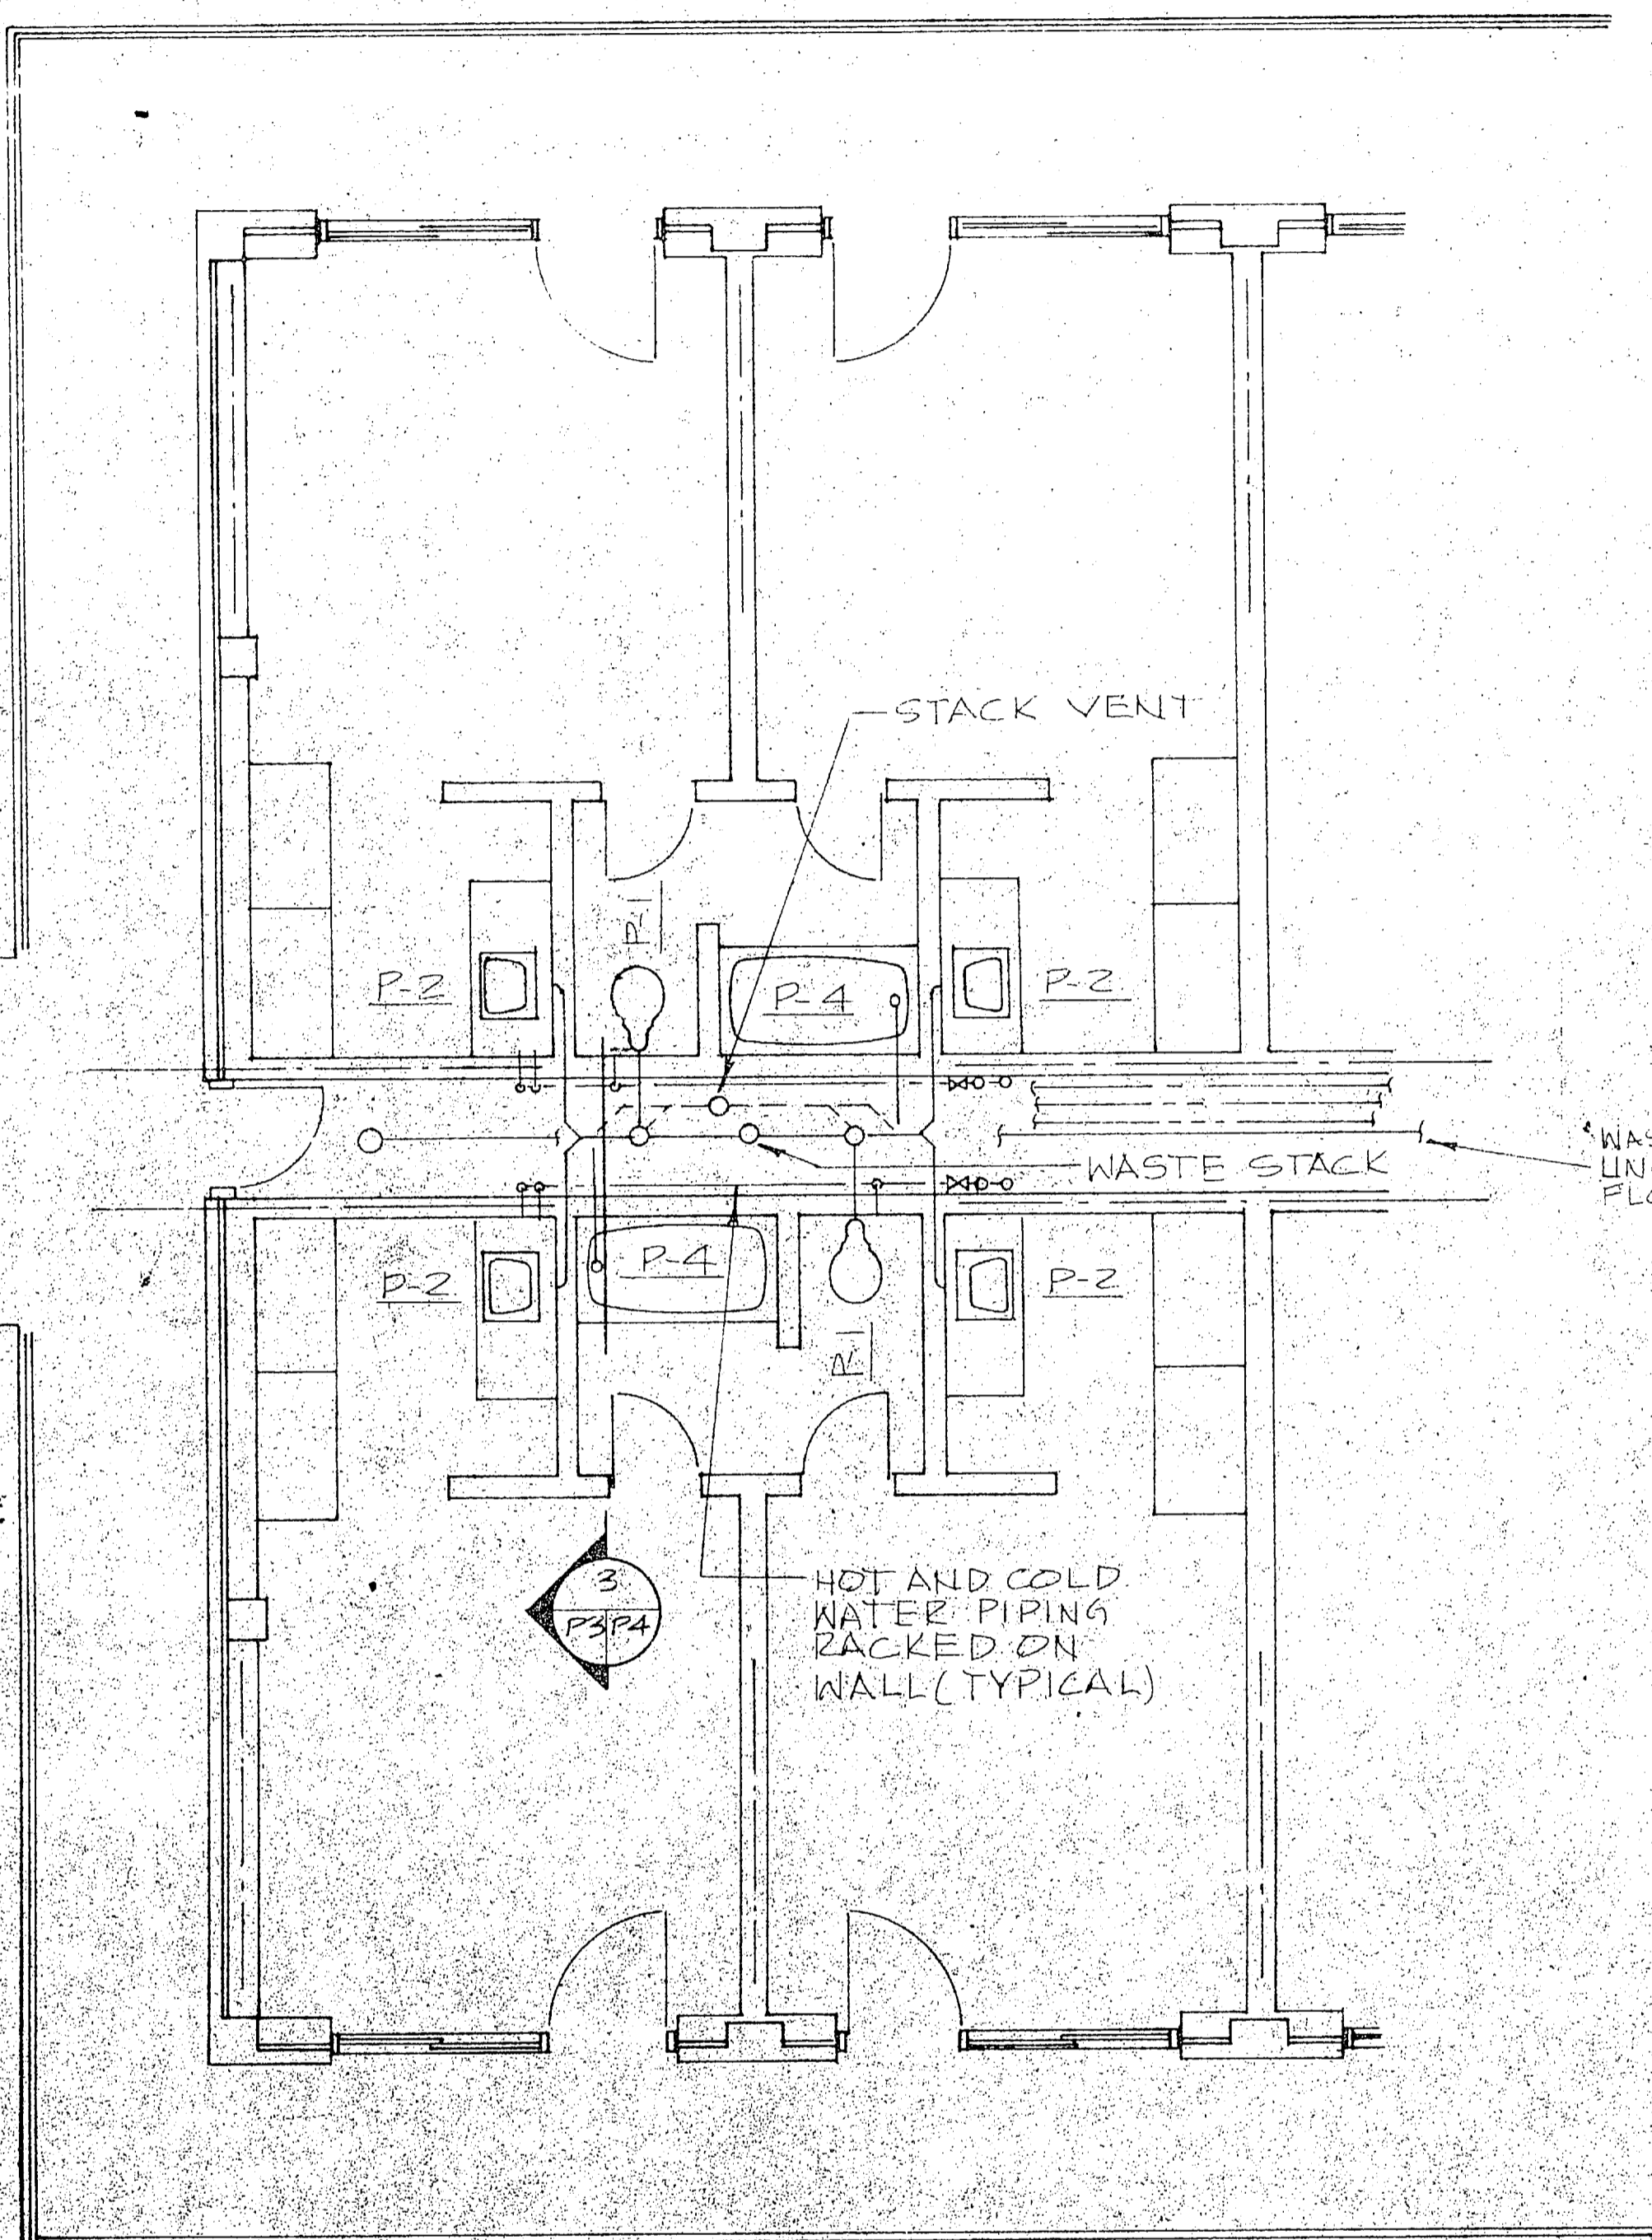 STACK VENT
P-1
P-2
P-4
P-2
WASTE STACK
P-2
P-4
P-2
P-1
3
P3 P4
HOT AND COLD
WATER PIPING
RACKED ON
WALL (TYPICAL)